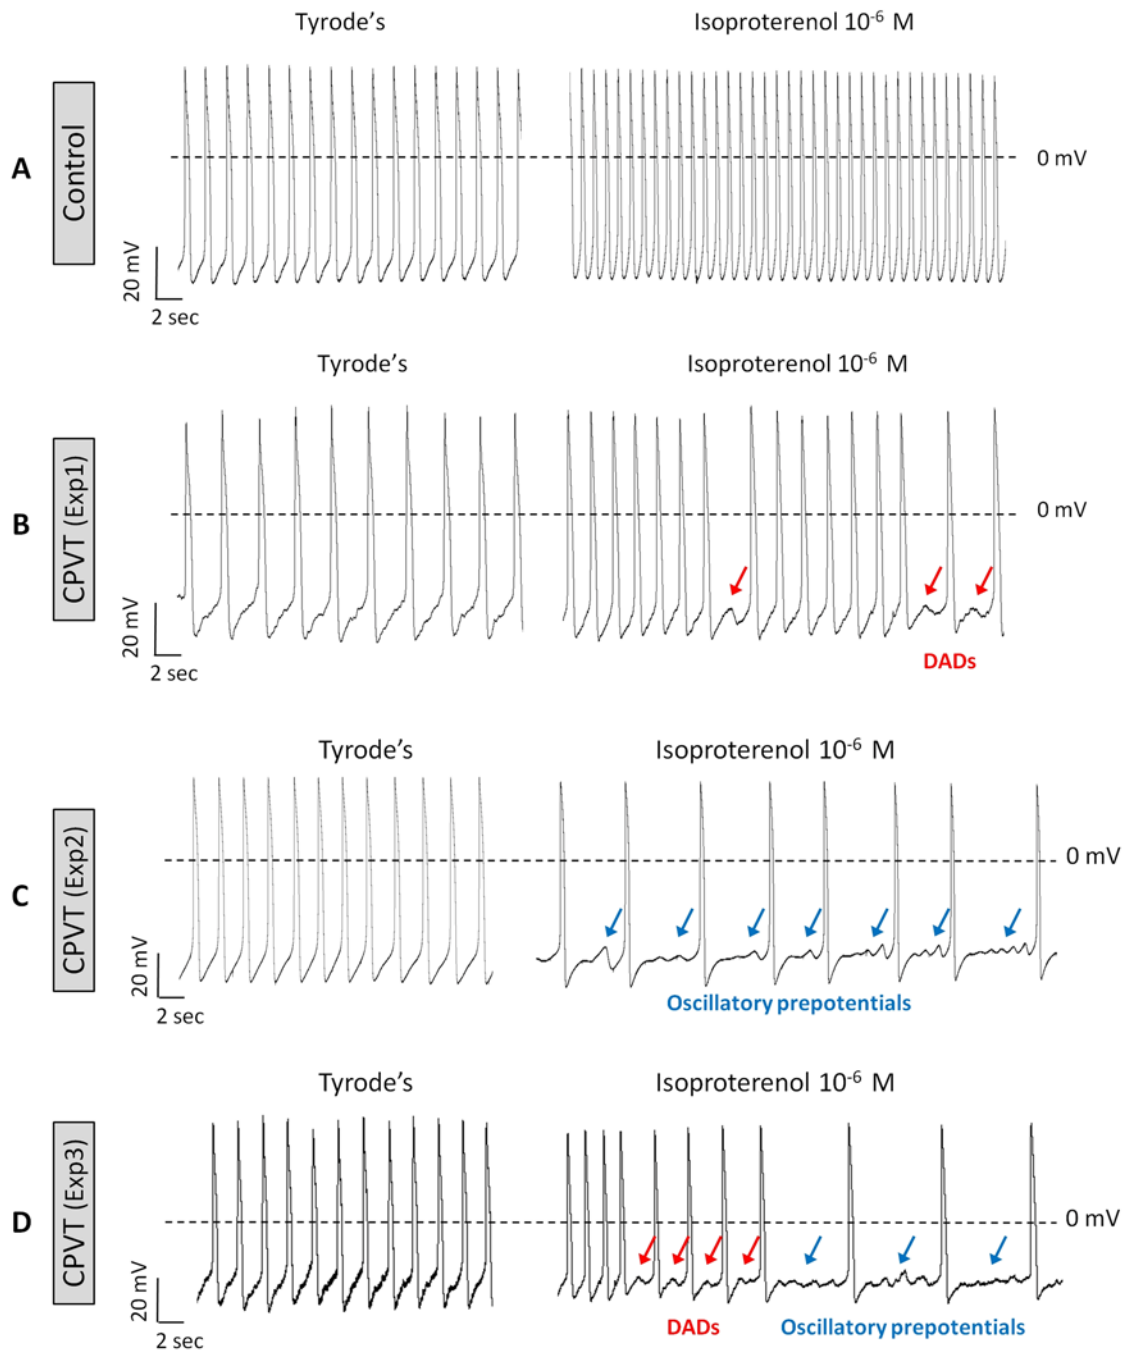 Tyrode's Isoproterenol 10⁻⁶ M
A Control 0 mV
20 mV
2 sec
Tyrode's Isoproterenol 10⁻⁶ M
B CPVT (Exp1) 0 mV
20 mV
2 sec
DADs
Tyrode's Isoproterenol 10⁻⁶ M
C CPVT (Exp2) 0 mV
20 mV
2 sec
Oscillatory prepotentials
Tyrode's Isoproterenol 10⁻⁶ M
D CPVT (Exp3) 0 mV
20 mV
2 sec
DADs Oscillatory prepotentials